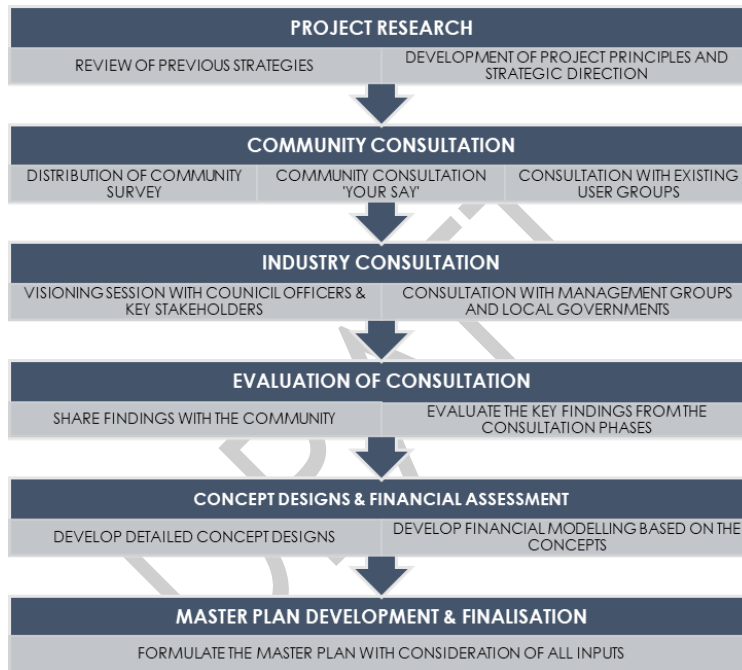 PROJECT RESEARCH
REVIEW OF PREVIOUS STRATEGIES
DEVELOPMENT OF PROJECT PRINCIPLES AND
STRATEGIC DIRECTION
COMMUNITY CONSULTATION
DISTRIBUTION OF COMMUNITY
SURVEY
COMMUNITY CONSULTATION
'YOUR SAY'
CONSULTATION WITH EXISTING
USER GROUPS
INDUSTRY CONSULTATION
VISIONING SESSION WITH COUNCIL OFFICERS &
KEY STAKEHOLDERS
CONSULTATION WITH MANAGEMENT GROUPS
AND LOCAL GOVERNMENTS
EVALUATION OF CONSULTATION
SHARE FINDINGS WITH THE COMMUNITY
EVALUATE THE KEY FINDINGS FROM THE
CONSULTATION PHASES
CONCEPT DESIGNS & FINANCIAL ASSESSMENT
DEVELOP DETAILED CONCEPT DESIGNS
DEVELOP FINANCIAL MODELLING BASED ON THE
CONCEPTS
MASTER PLAN DEVELOPMENT & FINALISATION
FORMULATE THE MASTER PLAN WITH CONSIDERATION OF ALL INPUTS
DRAFT